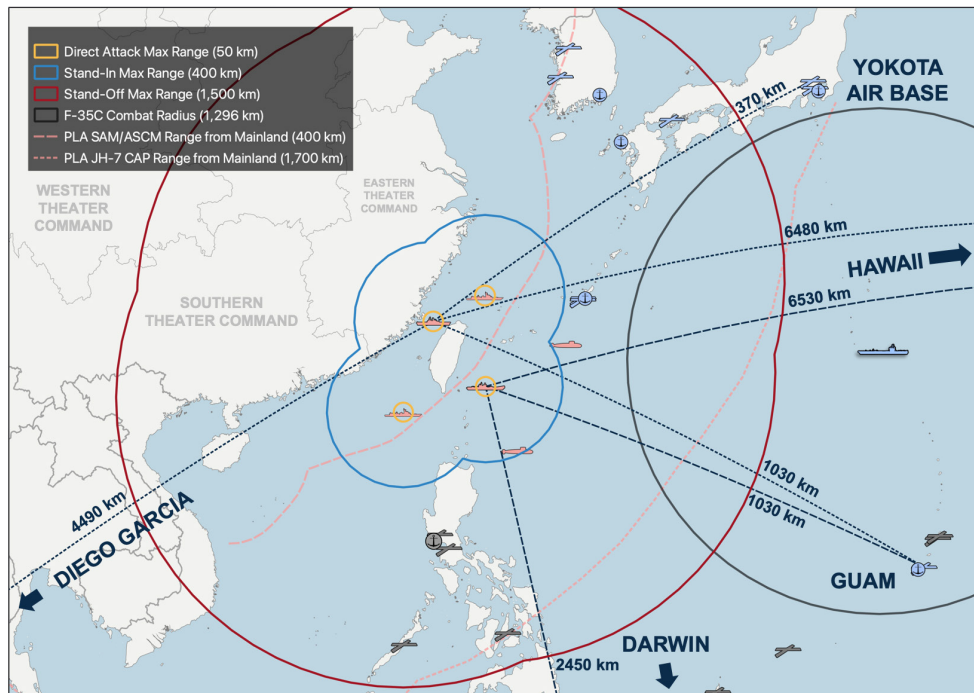 Direct Attack Max Range (50 km)
Stand-In Max Range (400 km)
Stand-Off Max Range (1,500 km)
F-35C Combat Radius (1,296 km)
PLA SAM/ASCM Range from Mainland (400 km)
PLA JH-7 CAP Range from Mainland (1,700 km)
YOKOTA
AIR BASE
370 km
WESTERN
THEATER
COMMAND
EASTERN
THEATER
COMMAND
6480 km
HAWAII
6530 km
SOUTHERN
THEATER COMMAND
4490 km
DIEGO GARCIA
1030 km
1030 km
GUAM
DARWIN
2450 km